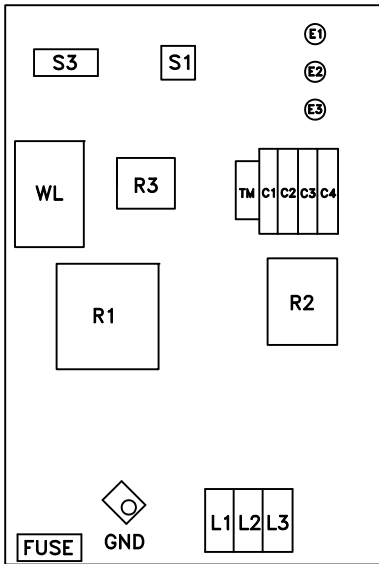 E1
S3 S1
E2
E3
WL R3 TM C1 C2 C3 C4
R1 R2
L1 L2 L3
FUSE GND